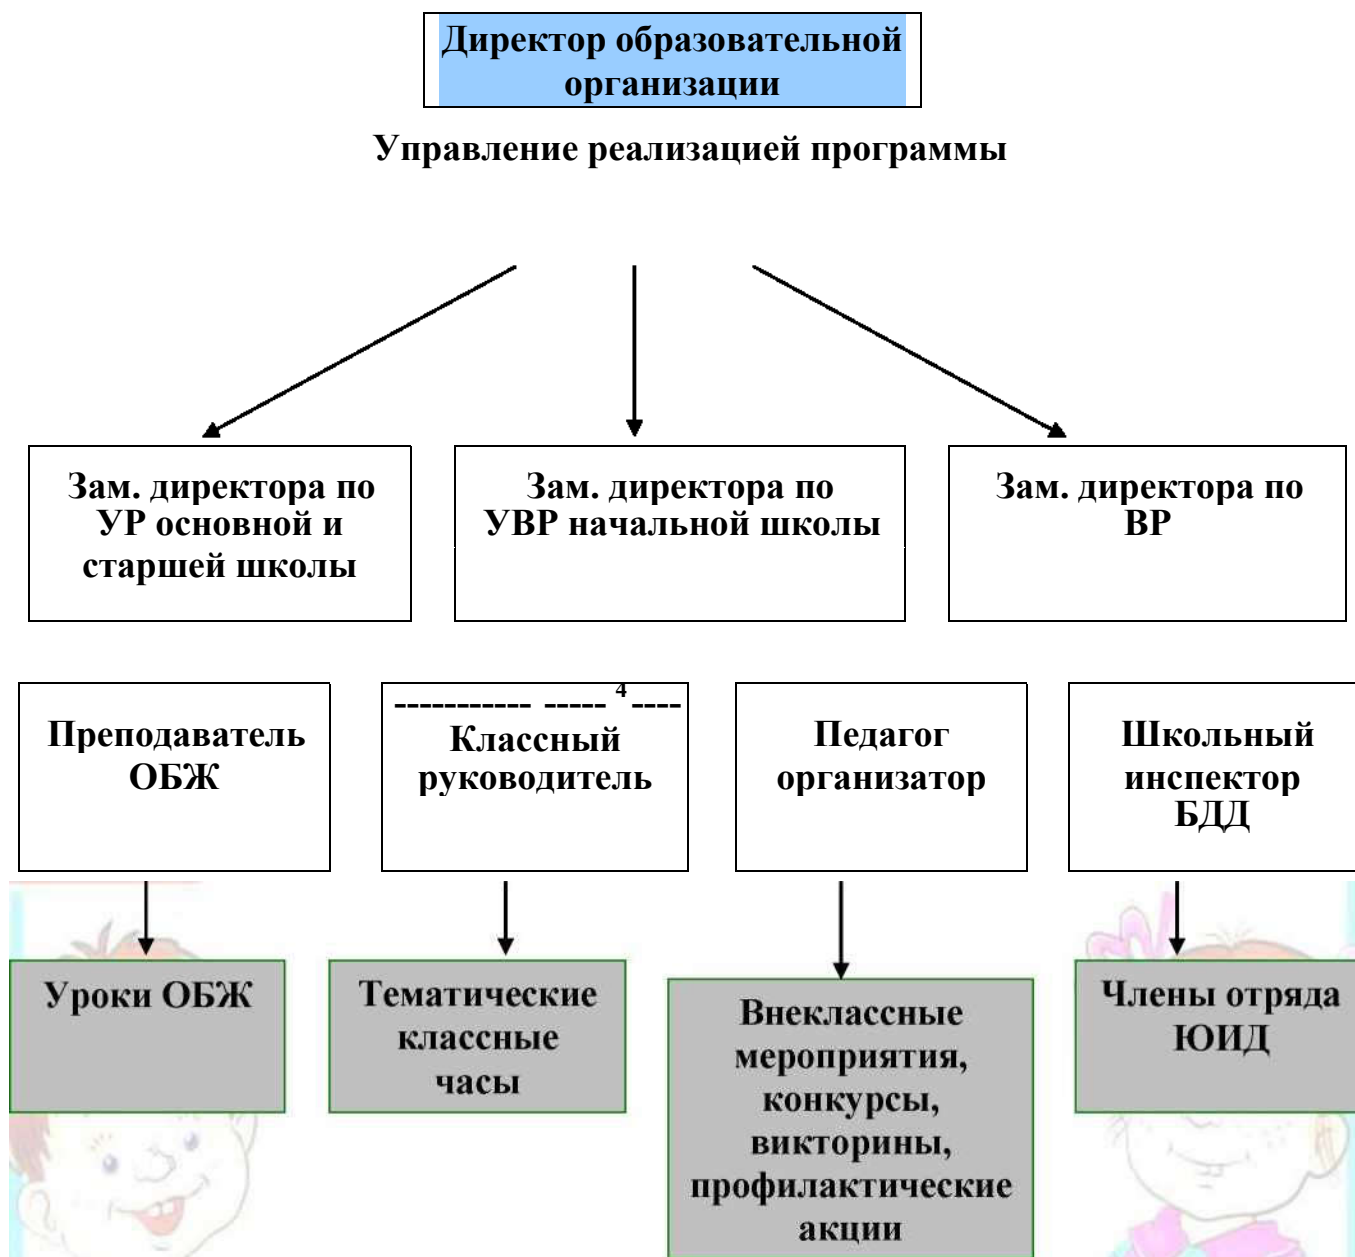 Директор образовательной
организации
Управление реализацией программы
Зам. директора по
УР основной и
старшей школы
Зам. директора по
УВР начальной школы
Зам. директора по
ВР
Преподаватель
ОБЖ
----------- ----- 4 ----
Классный
руководитель
Педагог
организатор
Школьный
инспектор
БДД
Уроки ОБЖ
Тематические
классные
часы
Внеклассные
мероприятия,
конкурсы,
викторины,
профилактические
акции
Члены отряда
ЮИД